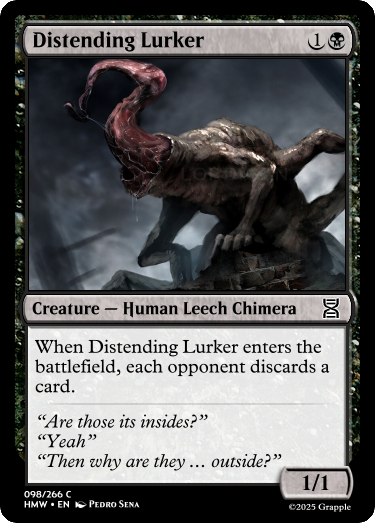 Distending Lurker 1
Creature — Human Leech Chimera
When Distending Lurker enters the
battlefield, each opponent discards a
card.
“Are those its insides?”
“Yeah”
“Then why are they … outside?”
1/1
098/266 C
HMW • EN Pedro Sena
©2025 Grapple